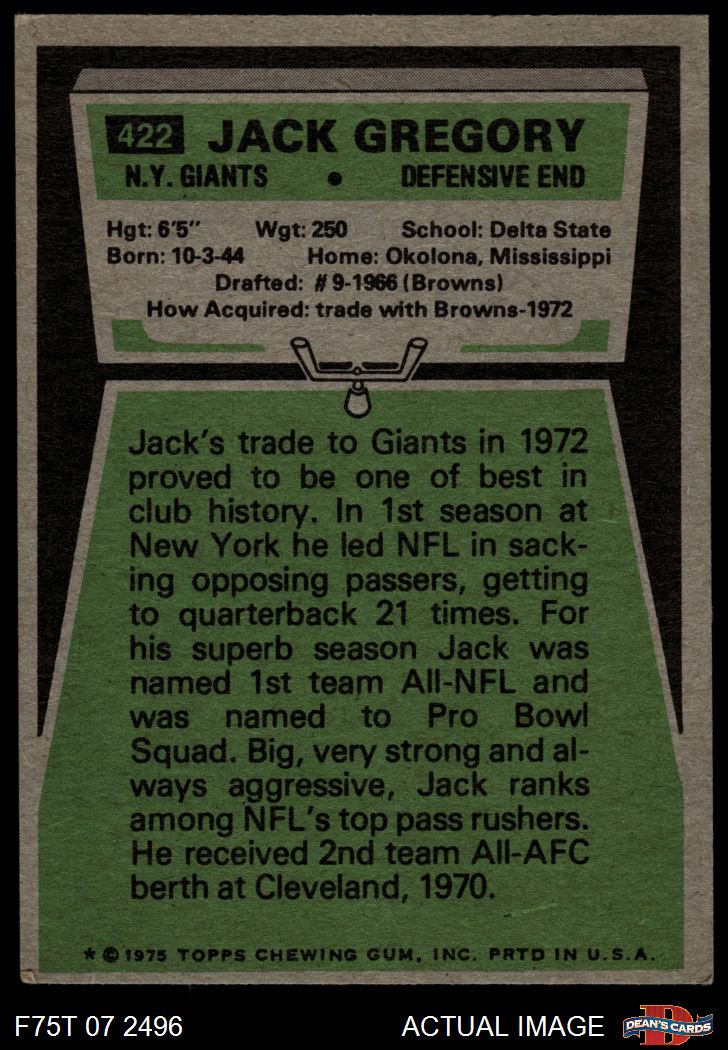 422 JACK GREGORY
N.Y. GIANTS • DEFENSIVE END
Hgt: 6'5" Wgt: 250 School: Delta State
Born: 10-3-44 Home: Okolona, Mississippi
Drafted: #9-1966 (Browns)
How Acquired: trade with Browns-1972
Jack's trade to Giants in 1972
proved to be one of best in
club history. In 1st season at
New York he led NFL in sack-
ing opposing passers, getting
to quarterback 21 times. For
his superb season Jack was
named 1st team All-NFL and
was named to Pro Bowl
Squad. Big, very strong and al-
ways aggressive, Jack ranks
among NFL's top pass rushers.
He received 2nd team All-AFC
berth at Cleveland, 1970.
* © 1975 TOPPS CHEWING GUM, INC. PRTD IN U.S.A.
F75T 07 2496 ACTUAL IMAGE DEAN'S CARDS